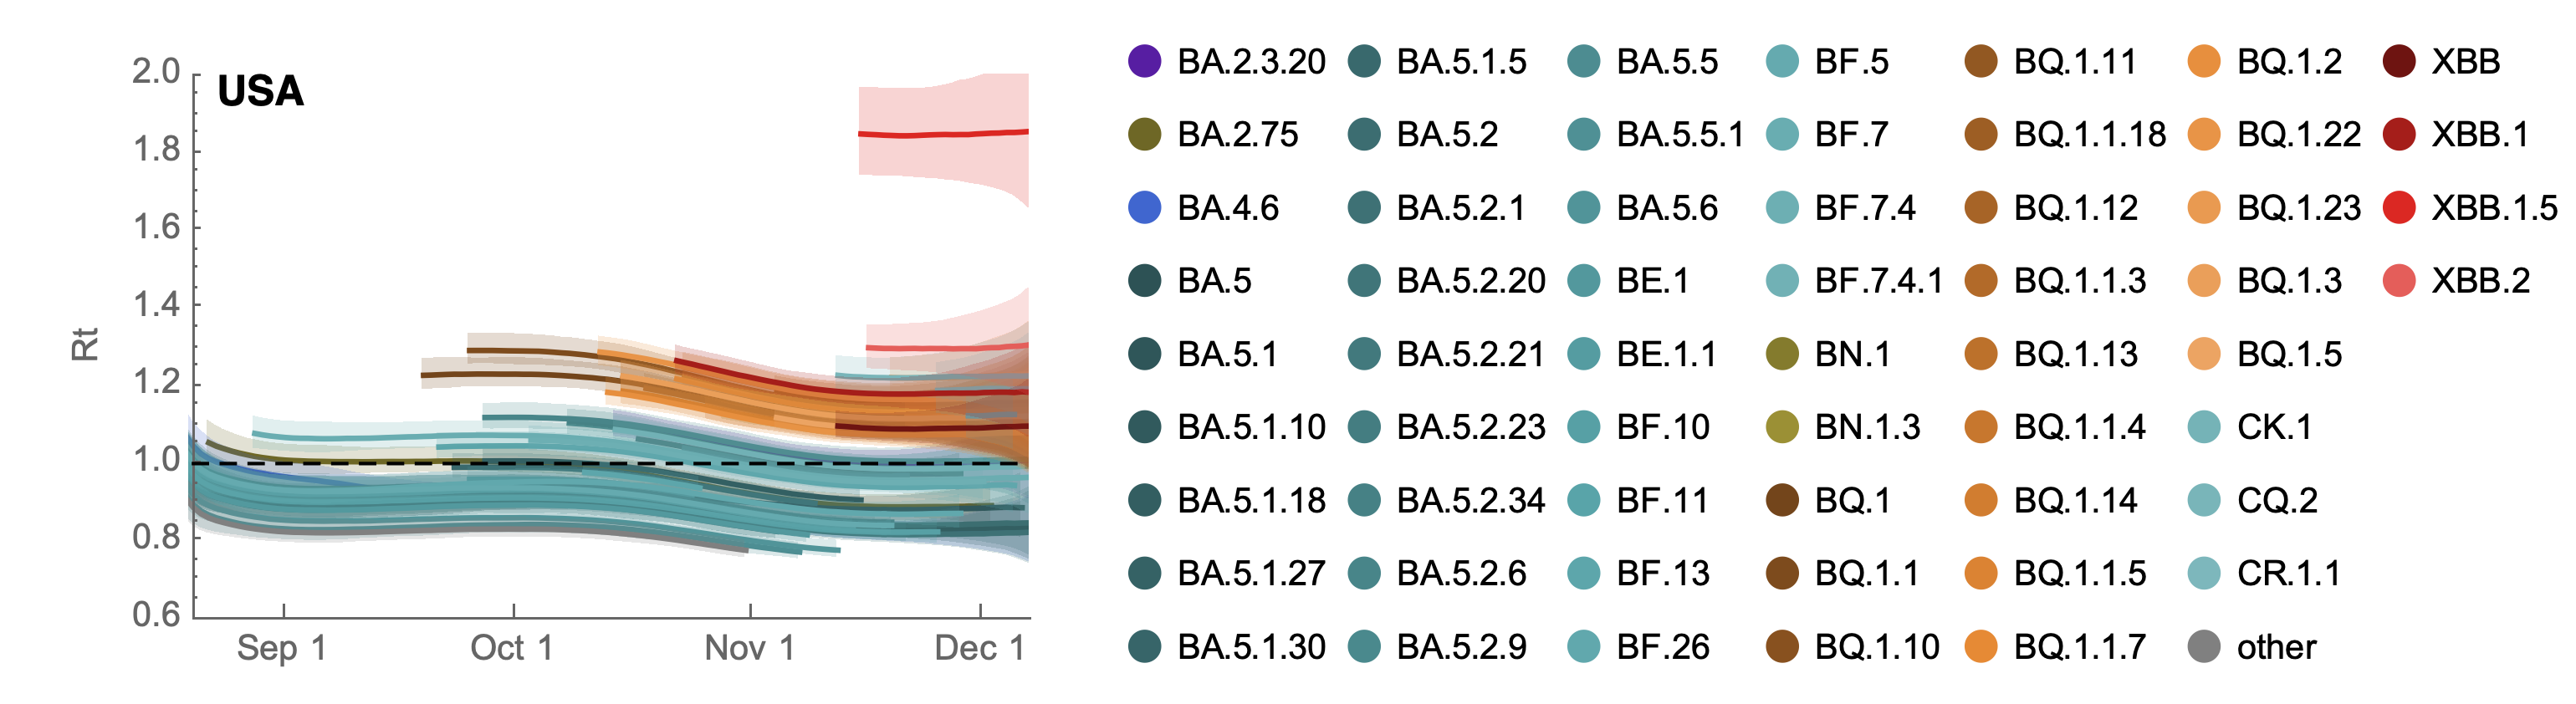 USA
2.0
1.8
1.6
1.4
1.2
1.0
0.8
0.6
Rt
Sep 1 Oct 1 Nov 1 Dec 1
BA.2.3.20 BA.5.1.5 BA.5.5 BF.5 BQ.1.11 BQ.1.2 XBB
BA.2.75 BA.5.2 BA.5.5.1 BF.7 BQ.1.1.18 BQ.1.22 XBB.1
BA.4.6 BA.5.2.1 BA.5.6 BF.7.4 BQ.1.12 BQ.1.23 XBB.1.5
BA.5 BA.5.2.20 BE.1 BF.7.4.1 BQ.1.1.3 BQ.1.3 XBB.2
BA.5.1 BA.5.2.21 BE.1.1 BN.1 BQ.1.13 BQ.1.5
BA.5.1.10 BA.5.2.23 BF.10 BN.1.3 BQ.1.1.4 CK.1
BA.5.1.18 BA.5.2.34 BF.11 BQ.1 BQ.1.14 CQ.2
BA.5.1.27 BA.5.2.6 BF.13 BQ.1.1 BQ.1.1.5 CR.1.1
BA.5.1.30 BA.5.2.9 BF.26 BQ.1.10 BQ.1.1.7 other